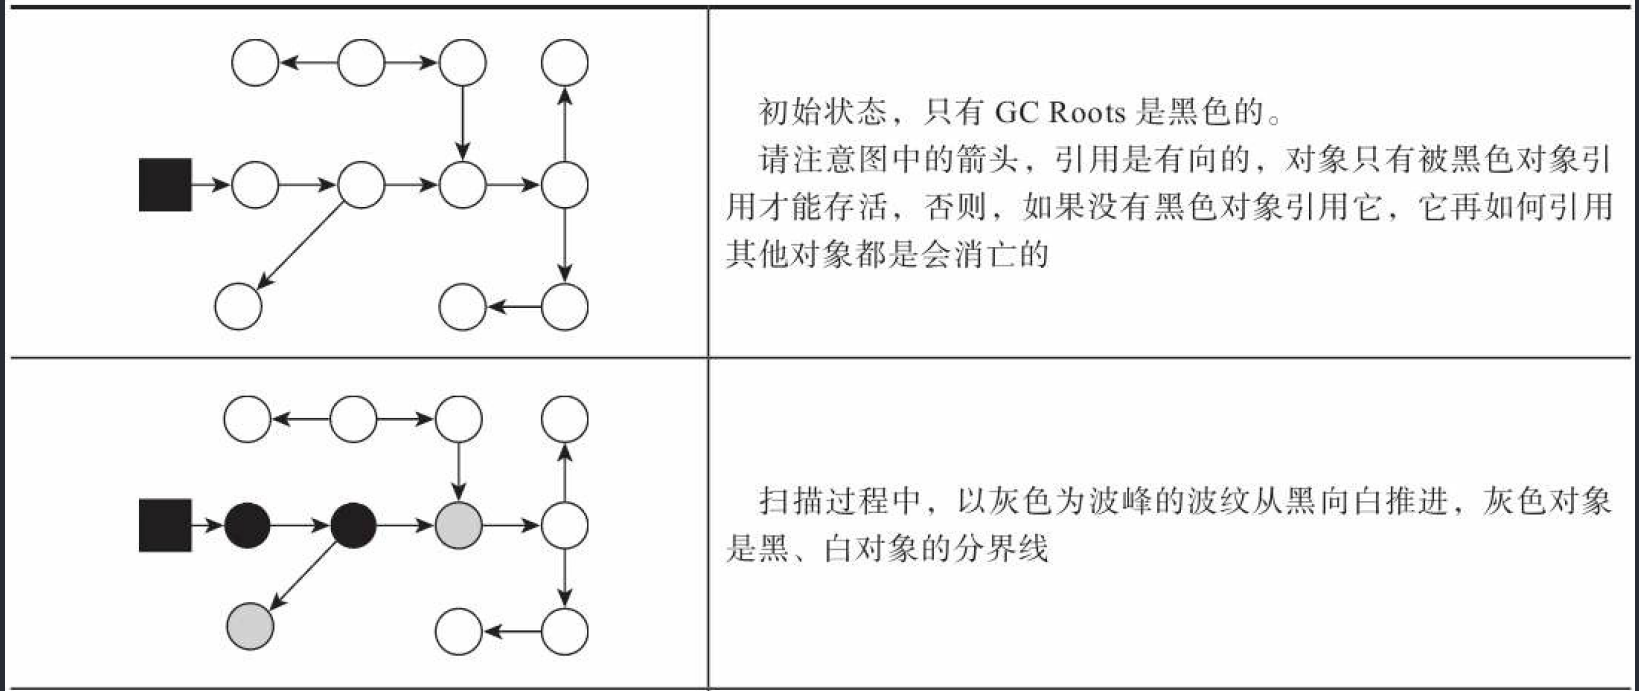 初始状态，只有 GC Roots 是黑色的。
请注意图中的箭头，引用是有向的，对象只有被黑色对象引
用才能存活，否则，如果没有黑色对象引用它，它再如何引用
其他对象都是会消亡的
扫描过程中，以灰色为波峰的波纹从黑向白推进，灰色对象
是黑、白对象的分界线